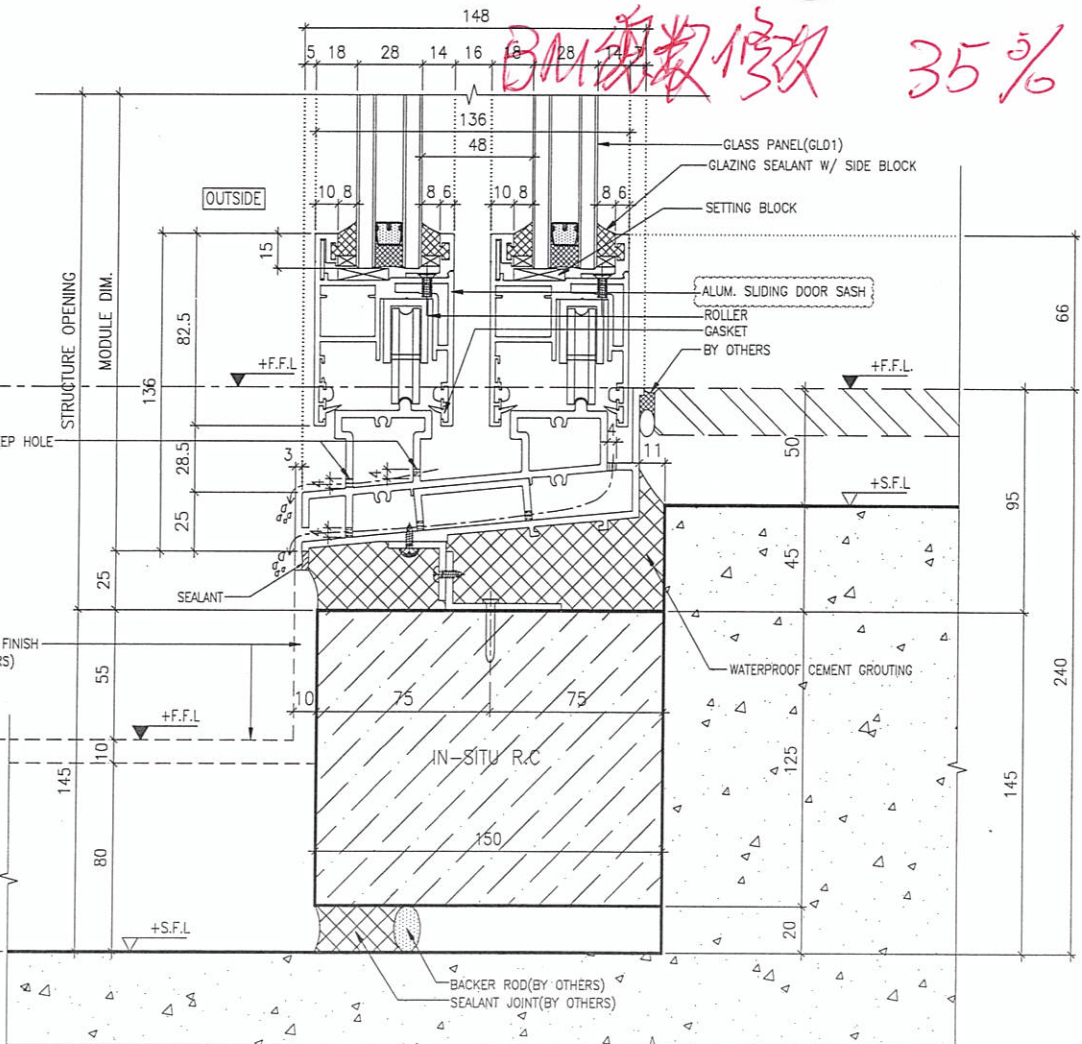 148
BM 系数修改 35%
5 18 28 14 16 18 28 14 7
136
48
GLASS PANEL(GL01)
GLAZING SEALANT W/ SIDE BLOCK
OUTSIDE
10 8 8 6 10 8 8 6
SETTING BLOCK
15
ALUM. SLIDING DOOR SASH
ROLLER
GASKET
BY OTHERS
STRUCTURE OPENING
MODULE DIM.
136
82.5
66
+F.F.L
+F.F.L.
EP HOLE
3
4
4
11
50
28.5
+S.F.L
95
25
45
25
SEALANT
FINISH
RS)
55
WATERPROOF CEMENT GROUTING
240
10 75 75
+F.F.L
IN-SITU R.C
10
125
145
145
150
80
20
+S.F.L
BACKER ROD(BY OTHERS)
SEALANT JOINT(BY OTHERS)